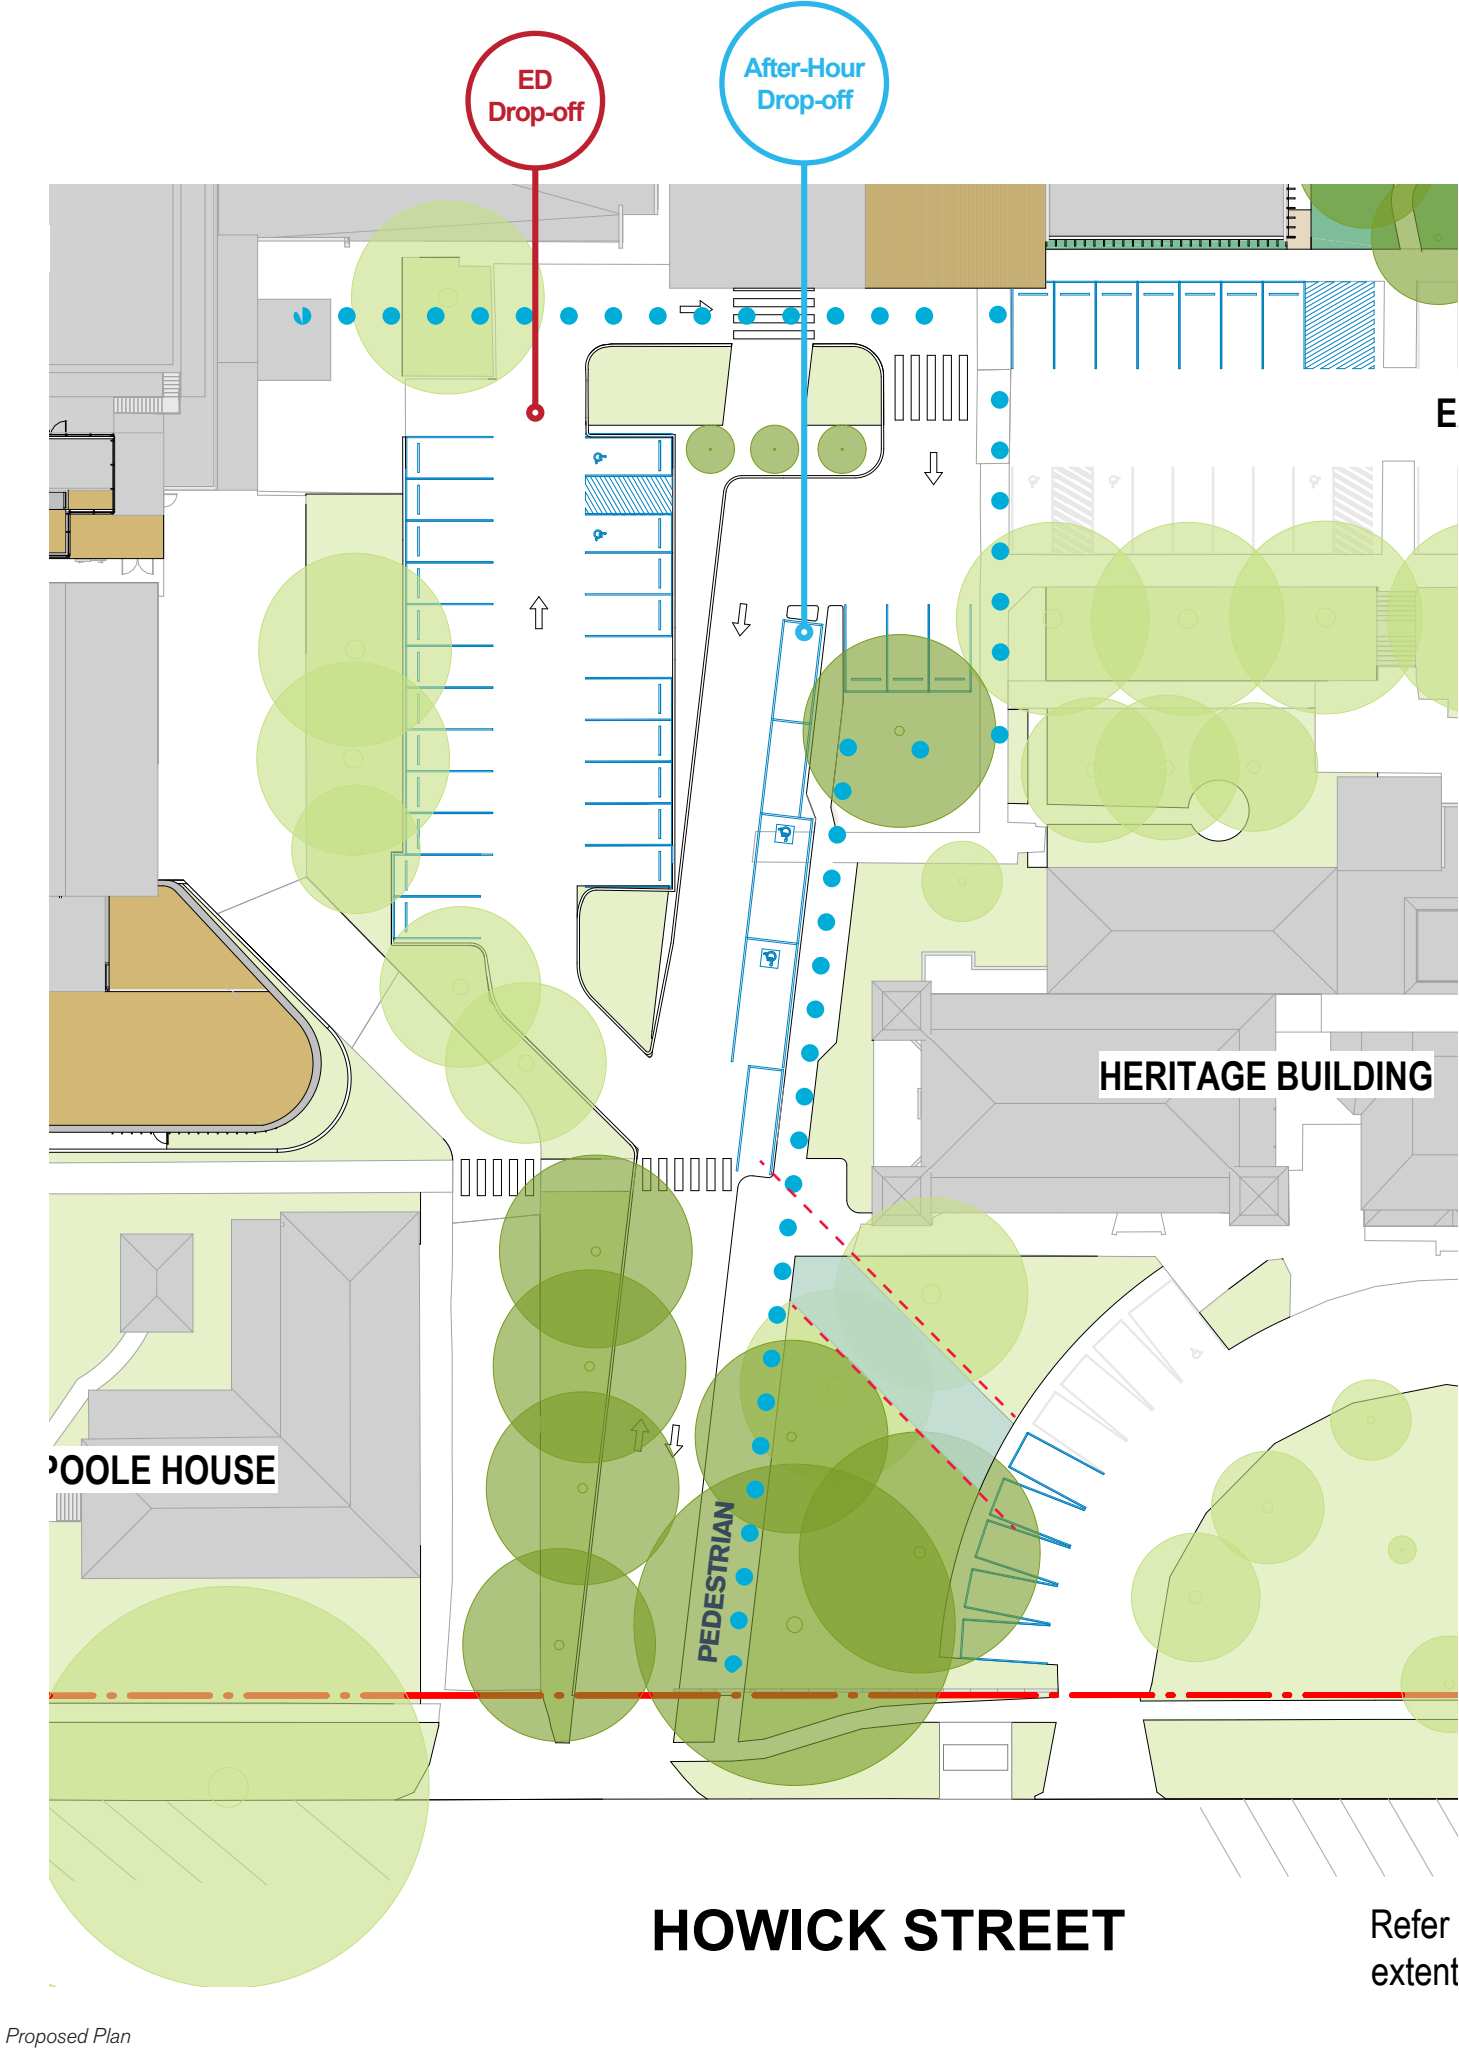 After-Hour
Drop-off
ED
Drop-off
HERITAGE BUILDING
POOLE HOUSE
PEDESTRIAN
HOWICK STREET
Refer
extent
Proposed Plan